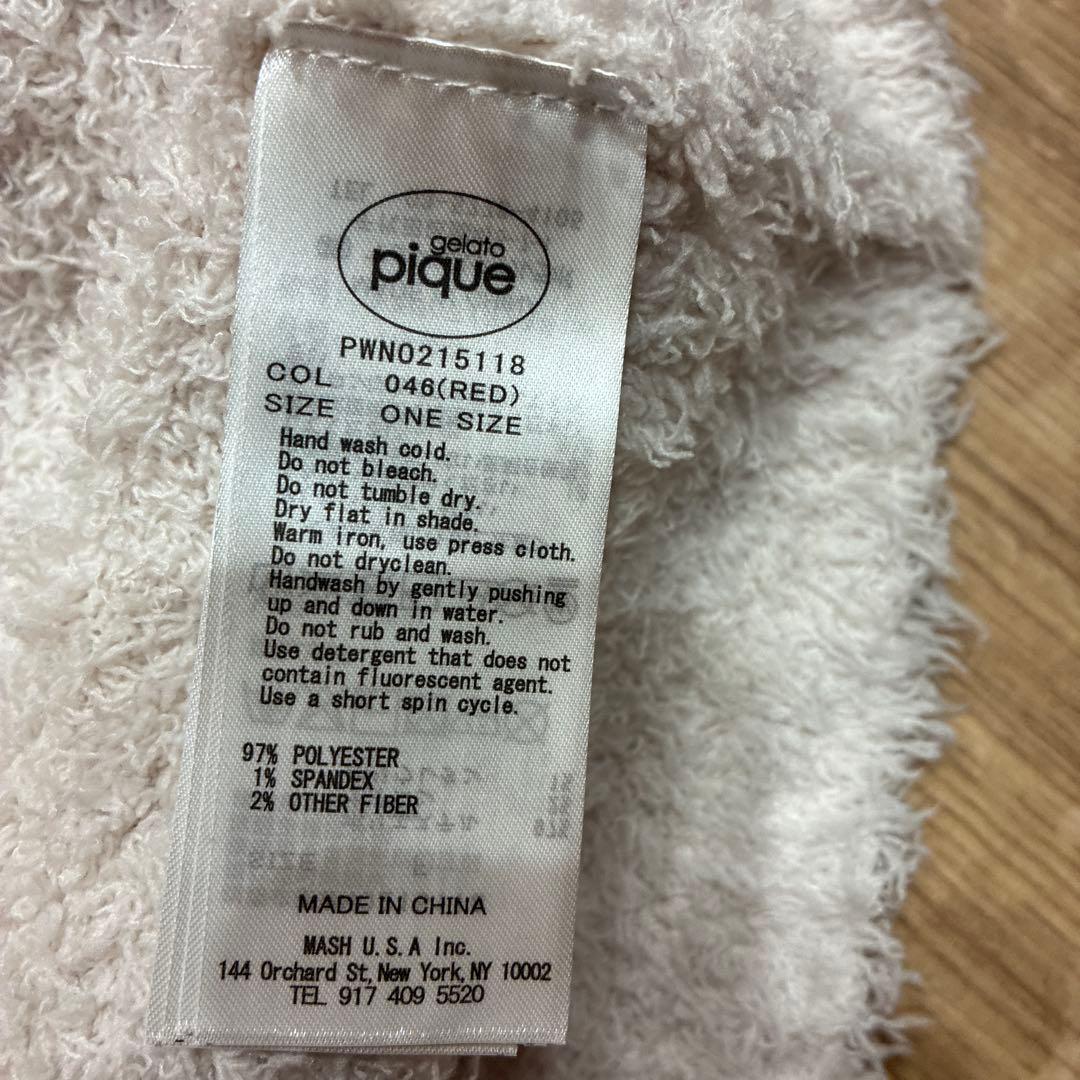 gelato
pique
PWNO215118
COL 046(RED)
SIZE ONE SIZE
Hand wash cold.
Do not bleach.
Do not tumble dry.
Dry flat in shade.
Warm iron, use press cloth.
Do not dryclean.
Handwash by gently pushing
up and down in water.
Do not rub and wash.
Use detergent that does not
contain fluorescent agent.
Use a short spin cycle.
97% POLYESTER
1% SPANDEX
2% OTHER FIBER
MADE IN CHINA
MASH U.S.A Inc.
144 Orchard St, New York, NY 10002
TEL 917 409 5520